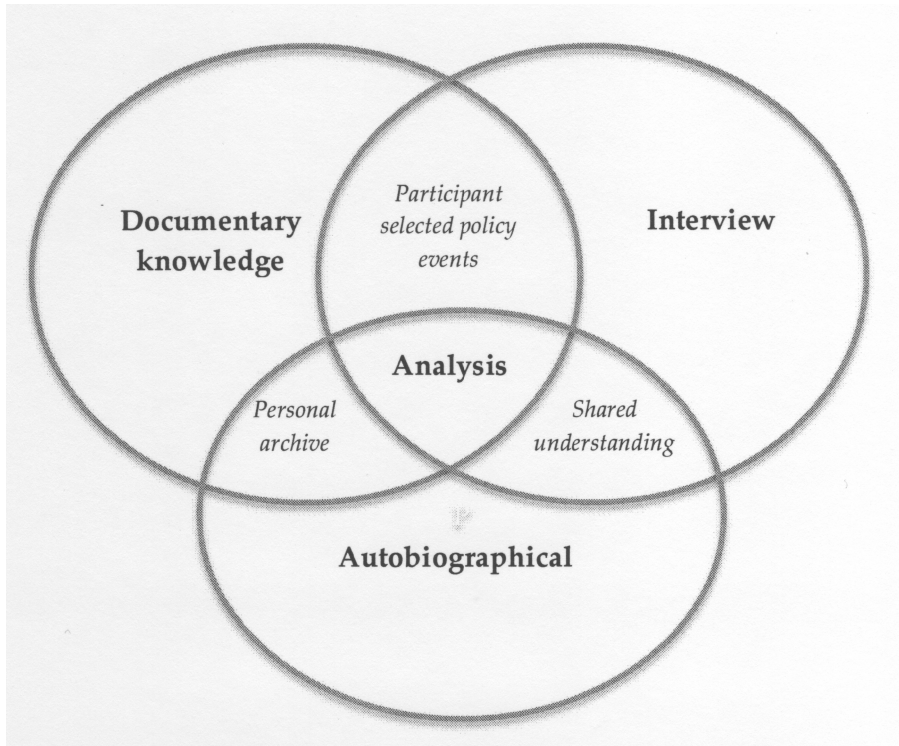 Documentary
knowledge
Participant
selected policy
events
Interview
Analysis
Personal
archive
Shared
understanding
Autobiographical